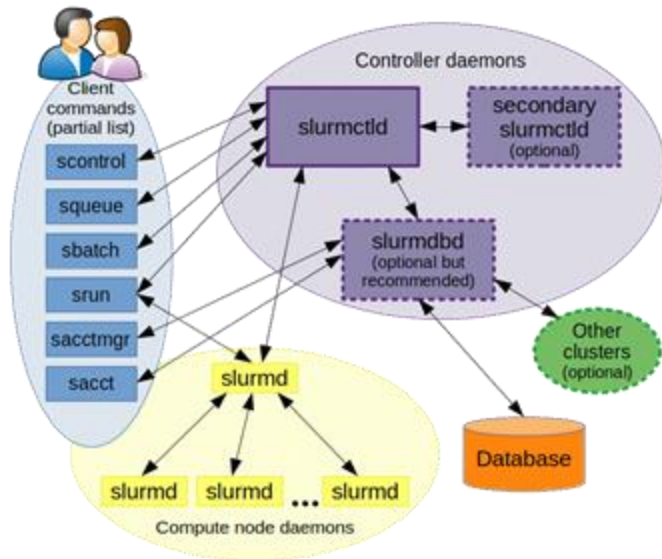 Client
commands
(partial list)
scontrol
squeue
sbatch
srun
sacctmgr
sacct
Controller daemons
slurmctld
secondary
slurmctld
(optional)
slurmdbd
(optional but
recommended)
Other
clusters
(optional)
Database
slurmd
slurmd
slurmd
...
slurmd
Compute node daemons